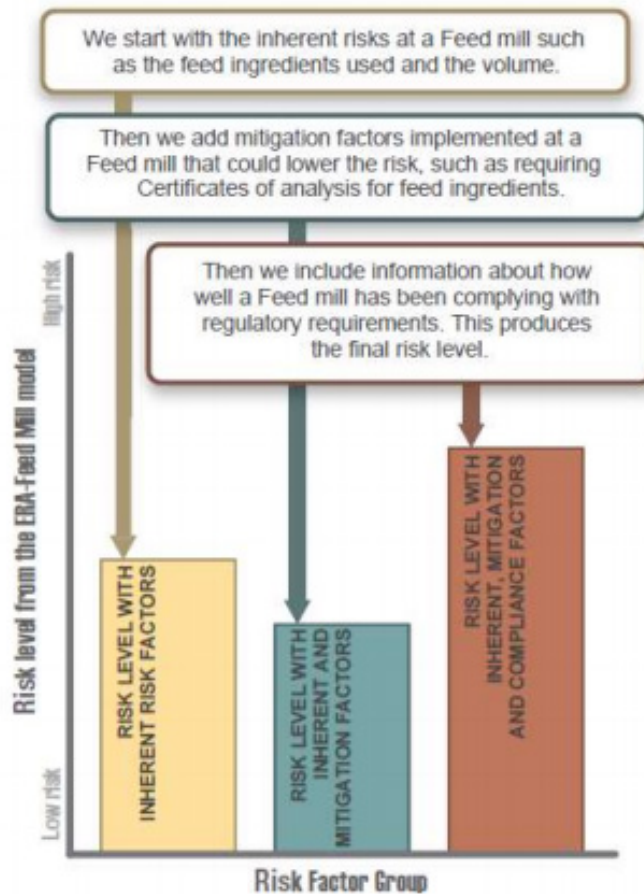 We start with the inherent risks at a Feed mill such
as the feed ingredients used and the volume.
Then we add mitigation factors implemented at a
Feed mill that could lower the risk, such as requiring
Certificates of analysis for feed ingredients.
Then we include information about how
well a Feed mill has been complying with
regulatory requirements. This produces
the final risk level.
High risk
Risk level from the ERA-Feed Mill model
Low risk
RISK LEVEL WITH
INHERENT RISK FACTORS
RISK LEVEL WITH
INHERENT AND
MITIGATION FACTORS
RISK LEVEL WITH
INHERENT, MITIGATION
AND COMPLIANCE FACTORS
Risk Factor Group